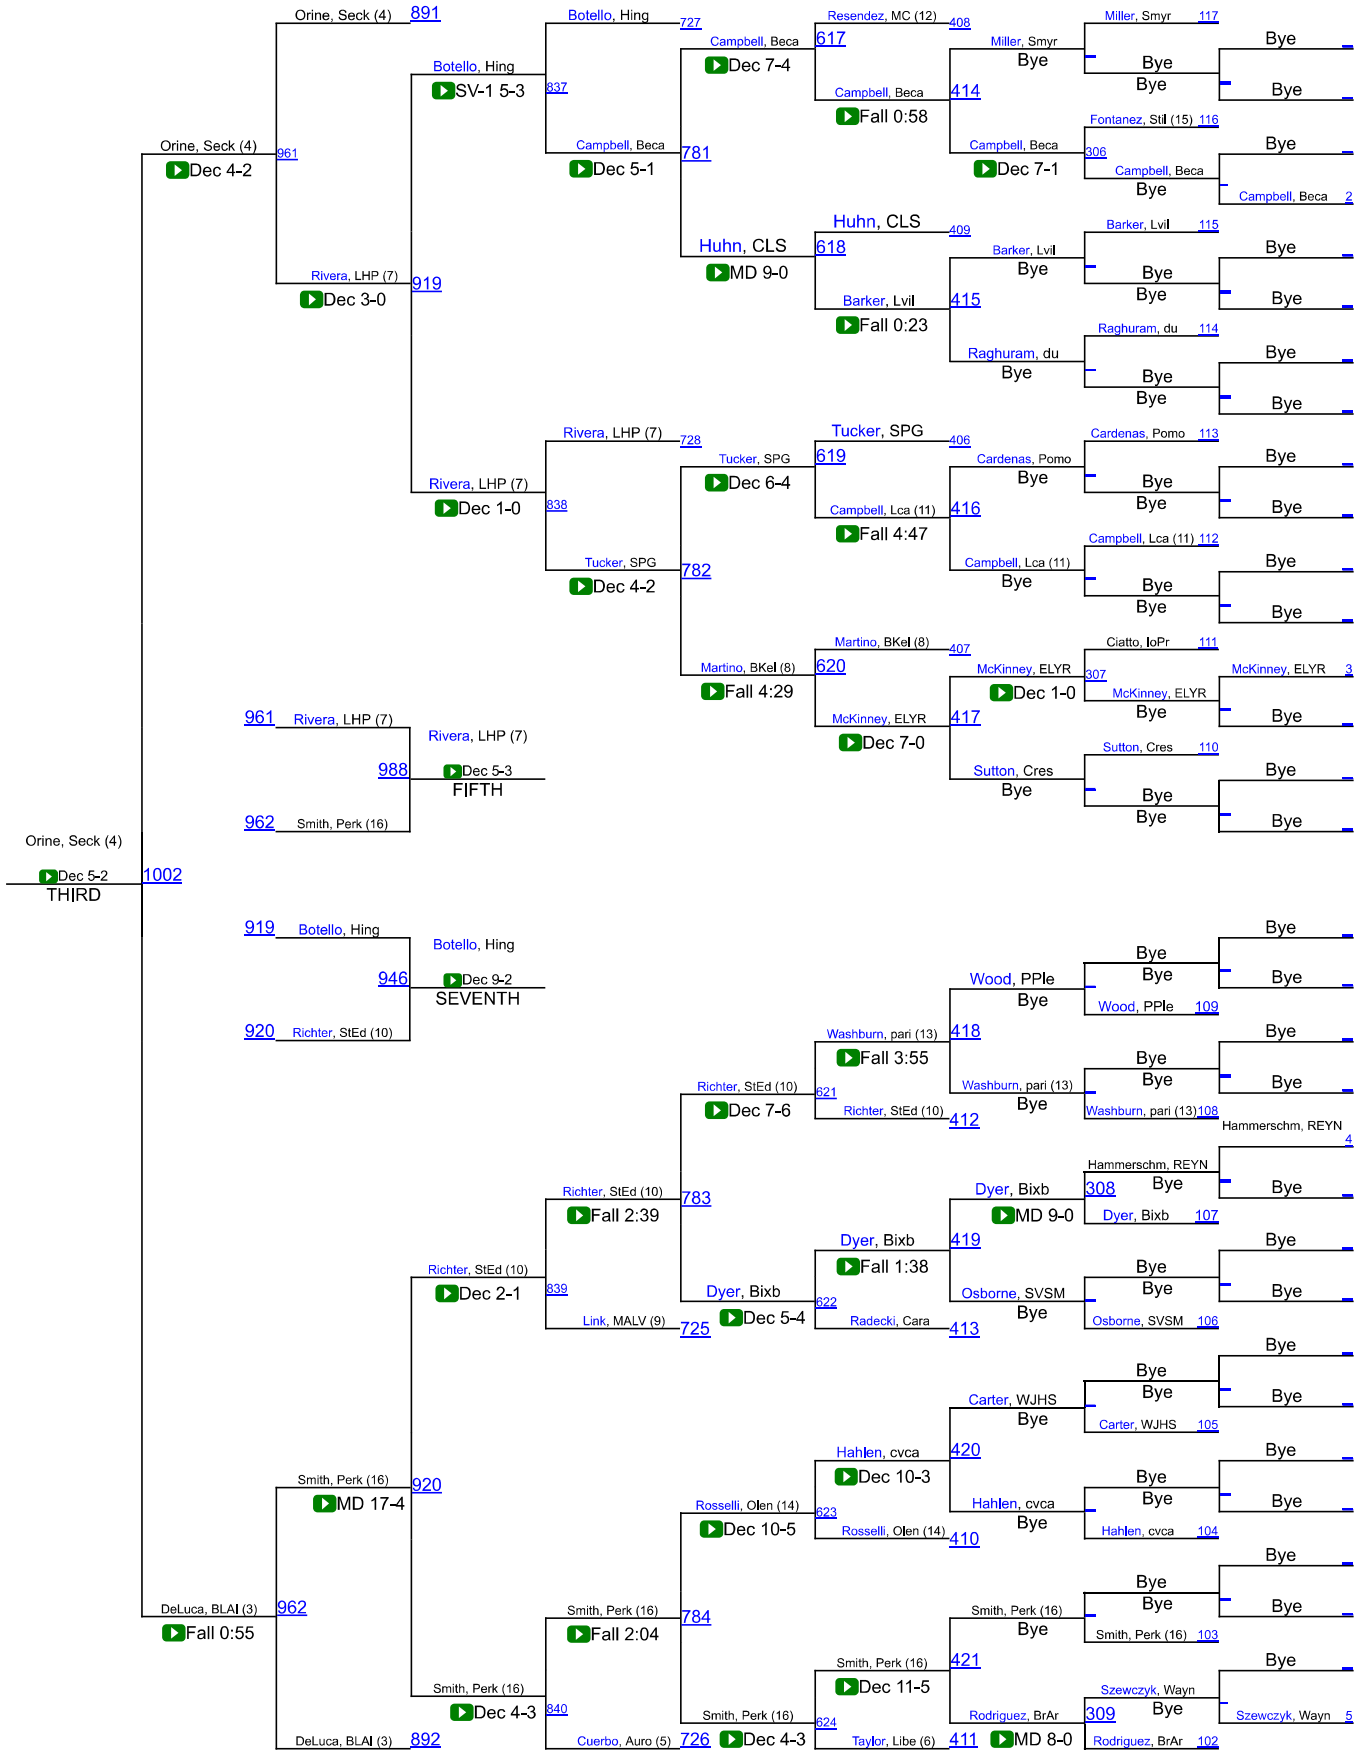 Orine, Seck (4) 891
Botello, Hing 727
Resendez, MC (12) 408
Miller, Smyr 117
Bye
Campbell, Beca 617
Dec 7-4
Miller, Smyr
Bye
Bye
Bye
Bye
Botello, Hing
SV-1 5-3
837
Campbell, Beca 414
Fall 0:58
Fontanez, Stil (15) 116
Orine, Seck (4) 961
Dec 4-2
Campbell, Beca 781
Dec 5-1
Campbell, Beca 306
Dec 7-1
Bye
Campbell, Beca
Bye
Campbell, Beca 2
Huhn, CLS 409
Barker, Lvil 115
Huhn, CLS 618
MD 9-0
Barker, Lvil
Bye
Bye
Bye
Bye
Bye
Rivera, LHP (7) 919
Dec 3-0
Barker, Lvil 415
Fall 0:23
Raghuram, du 114
Raghuram, du
Bye
Bye
Bye
Bye
Bye
Rivera, LHP (7) 728
Tucker, SPG 406
Cardenas, Pomo 113
Tucker, SPG 619
Dec 6-4
Cardenas, Pomo
Bye
Bye
Bye
Bye
Bye
Rivera, LHP (7)
Dec 1-0
838
Campbell, Lca (11) 416
Fall 4:47
Campbell, Lca (11) 112
Tucker, SPG 782
Dec 4-2
Campbell, Lca (11)
Bye
Bye
Bye
Bye
Bye
Martino, BKel (8) 407
Ciatto, IoPr 111
Martino, BKel (8) 620
Fall 4:29
McKinney, ELYR 307
Dec 1-0
McKinney, ELYR 3
McKinney, ELYR
Bye
Bye
961 Rivera, LHP (7)
Rivera, LHP (7)
McKinney, ELYR 417
Dec 7-0
Sutton, Cres 110
988
Dec 5-3
FIFTH
Sutton, Cres
Bye
Bye
Bye
Bye
Bye
962 Smith, Perk (16)
Orine, Seck (4)
Dec 5-2
THIRD
1002
919 Botello, Hing
Botello, Hing
Bye
Bye
Bye
Bye
946
Dec 9-2
SEVENTH
Wood, PPle
Bye
Wood, PPle 109
920 Richter, StEd (10)
Washburn, pari (13) 418
Fall 3:55
Bye
Bye
Bye
Bye
Richter, StEd (10) 621
Dec 7-6
Washburn, pari (13)
Bye
Richter, StEd (10) 412
Washburn, pari (13) 108
Hammerschm, REYN
4
Hammerschm, REYN
Bye
Bye
Richter, StEd (10) 783
Fall 2:39
Dyer, Bixb 308
MD 9-0
Dyer, Bixb 107
Dyer, Bixb 419
Fall 1:38
Bye
Bye
Bye
Bye
Richter, StEd (10)
Dec 2-1
839
Dyer, Bixb 622
Dec 5-4
Osborne, SVSM
Bye
Link, MALV (9) 725
Radecki, Cara 413
Osborne, SVSM 106
Bye
Bye
Bye
Bye
Carter, WJHS
Bye
Carter, WJHS 105
Hahlen, cvca 420
Dec 10-3
Bye
Bye
Bye
Bye
Smith, Perk (16) 920
MD 17-4
Rosselli, Olen (14) 623
Dec 10-5
Hahlen, cvca
Bye
Rosselli, Olen (14) 410
Hahlen, cvca 104
Bye
Bye
Bye
Bye
DeLuca, BLAI (3) 962
Fall 0:55
Smith, Perk (16) 784
Fall 2:04
Smith, Perk (16)
Bye
Smith, Perk (16) 103
Smith, Perk (16) 421
Dec 11-5
Bye
Szewczyk, Wayn
Bye
Smith, Perk (16)
Dec 4-3
840
Smith, Perk (16) 624
Dec 4-3
Rodriguez, BrAr 309
MD 8-0
Szewczyk, Wayn 5
DeLuca, BLAI (3) 892
Cuerbo, Auro (5) 726
Taylor, Libe (6) 411
Rodriguez, BrAr 102